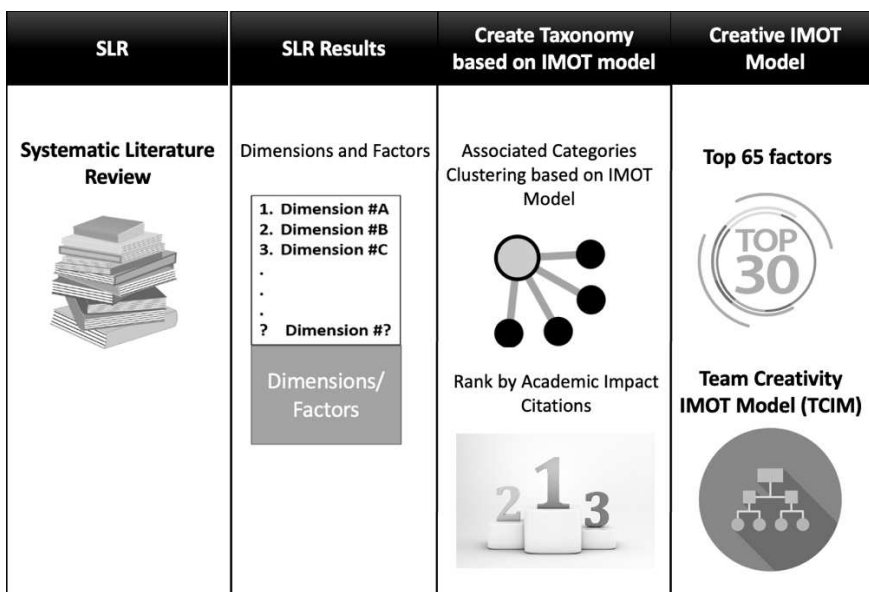 SLR
Systematic Literature
Review
SLR Results
Dimensions and Factors
1. Dimension #A
2. Dimension #B
3. Dimension #C
.
.
.
? Dimension #?
Dimensions/
Factors
Create Taxonomy
based on IMOT model
Associated Categories
Clustering based on IMOT
Model
Rank by Academic Impact
Citations
2
1
3
Creative IMOT
Model
Top 65 factors
TOP
30
Team Creativity
IMOT Model (TCIM)